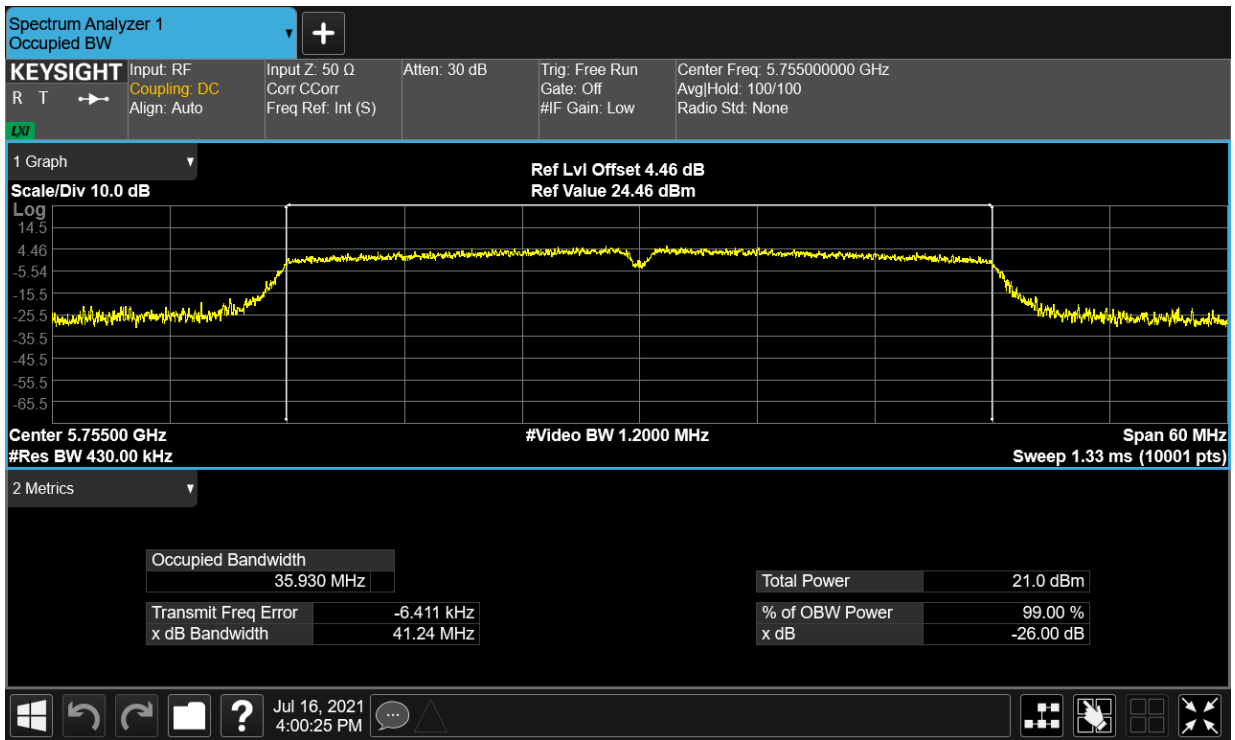 Spectrum Analyzer 1
Occupied BW
KEYSIGHT
R T
LXI
Input: RF
Coupling: DC
Align: Auto
Input Z: 50 Ω
Corr CCorr
Freq Ref: Int (S)
Atten: 30 dB
Trig: Free Run
Gate: Off
#IF Gain: Low
Center Freq: 5.755000000 GHz
Avg|Hold: 100/100
Radio Std: None
1 Graph
Scale/Div 10.0 dB
Ref Lvl Offset 4.46 dB
Ref Value 24.46 dBm
Log
14.5
4.46
-5.54
-15.5
-25.5
-35.5
-45.5
-55.5
-65.5
Center 5.75500 GHz
#Video BW 1.2000 MHz
Span 60 MHz
#Res BW 430.00 kHz
Sweep 1.33 ms (10001 pts)
2 Metrics
Occupied Bandwidth
35.930 MHz
Total Power 21.0 dBm
Transmit Freq Error -6.411 kHz
% of OBW Power 99.00 %
x dB Bandwidth 41.24 MHz
x dB -26.00 dB
?
Jul 16, 2021
4:00:25 PM